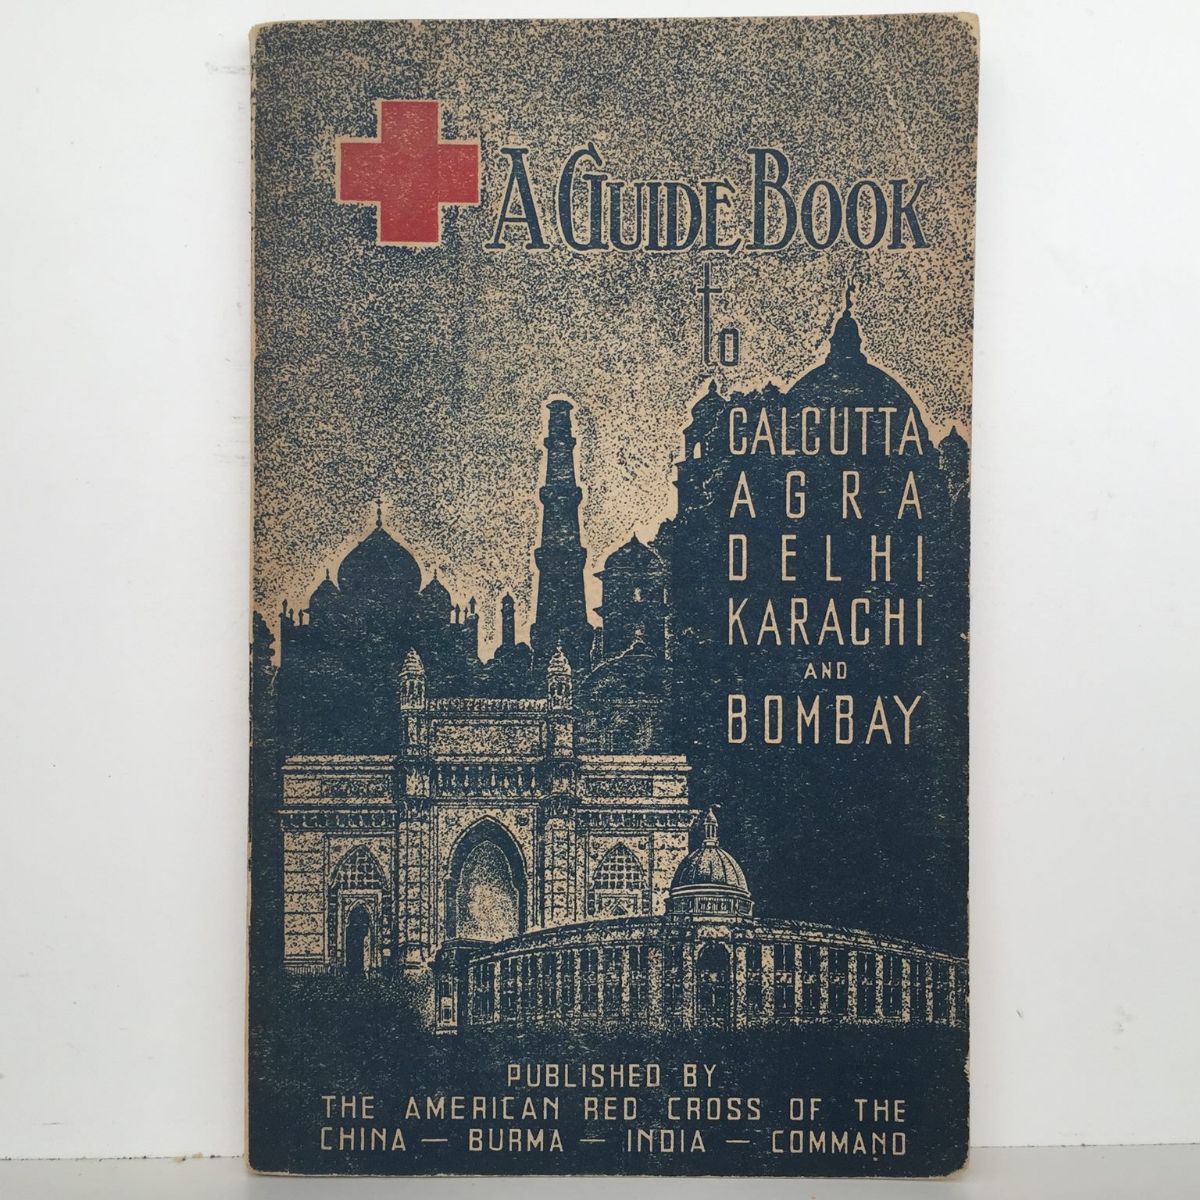 A GUIDE BOOK
to
CALCUTTA
AGRA
DELHI
KARACHI
AND
BOMBAY
PUBLISHED BY
THE AMERICAN RED CROSS OF THE
CHINA — BURMA — INDIA — COMMAND